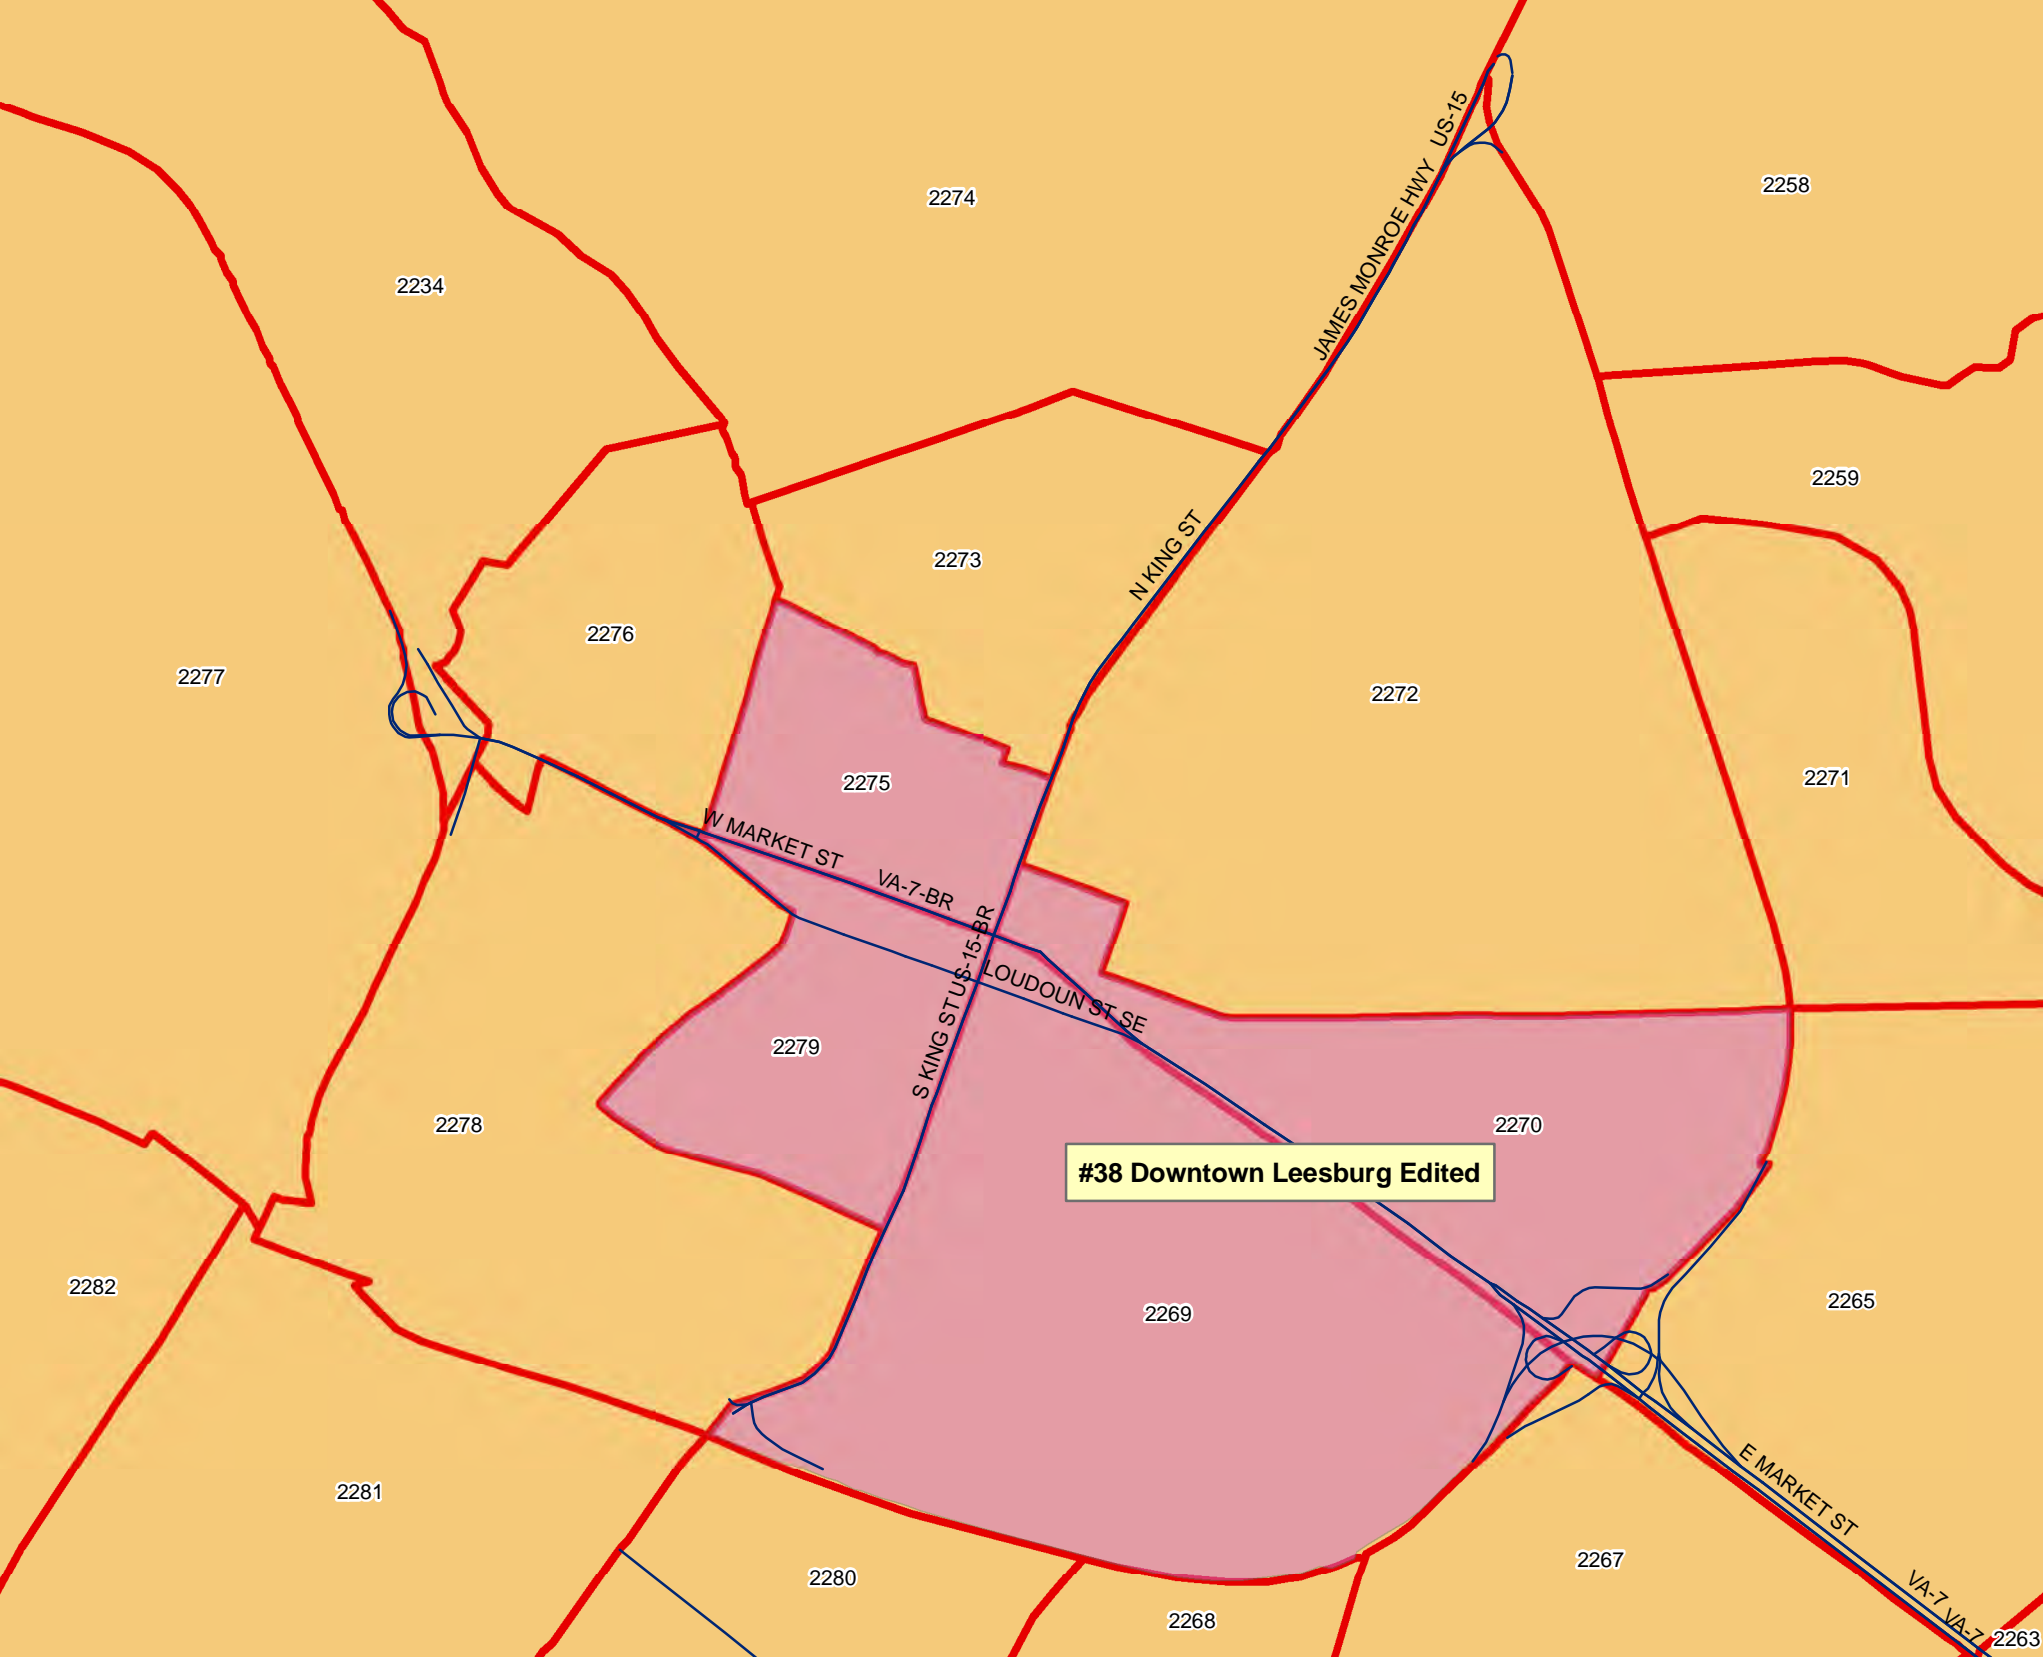 US-15
JAMES MONROE HWY
2258
2274
2234
2259
N KING ST
2273
2276
2277
2272
2271
2275
W MARKET ST
VA-7-BR
US-15-BR
LOUDOUN ST SE
S KING ST
2279
2278
2270
#38 Downtown Leesburg Edited
2282
2269
2265
E MARKET ST
2281
2267
2280
VA-7
VA-7
2268
2263